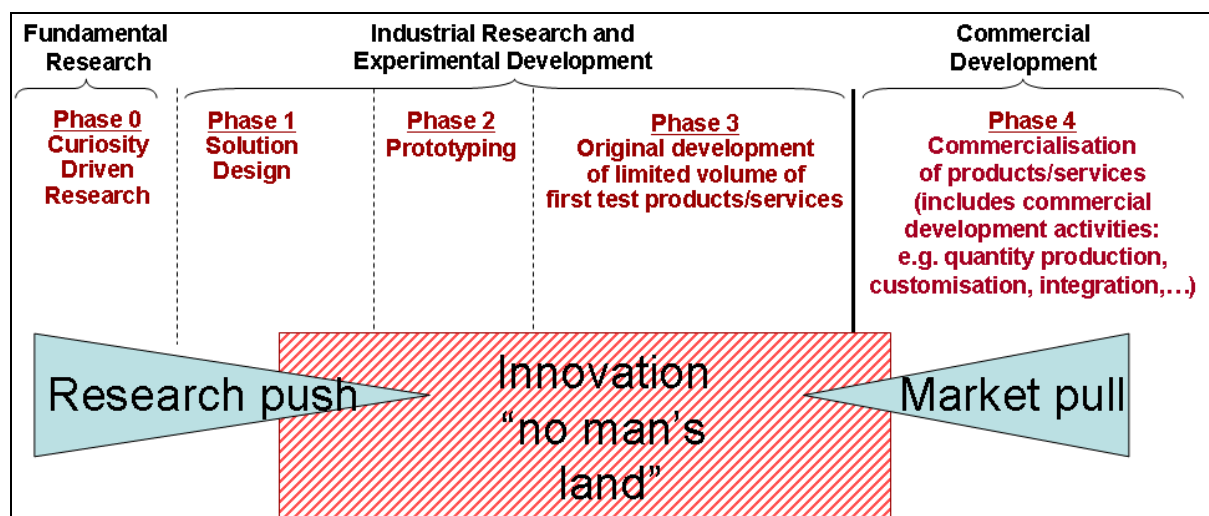 Fundamental
Research
Industrial Research and
Experimental Development
Commercial
Development
Phase 0
Curiosity
Driven
Research
Phase 1
Solution
Design
Phase 2
Prototyping
Phase 3
Original development
of limited volume of
first test products/services
Phase 4
Commercialisation
of products/services
(includes commercial
development activities:
e.g. quantity production,
customisation, integration,…)
Research push
Innovation
“no man’s
land”
Market pull